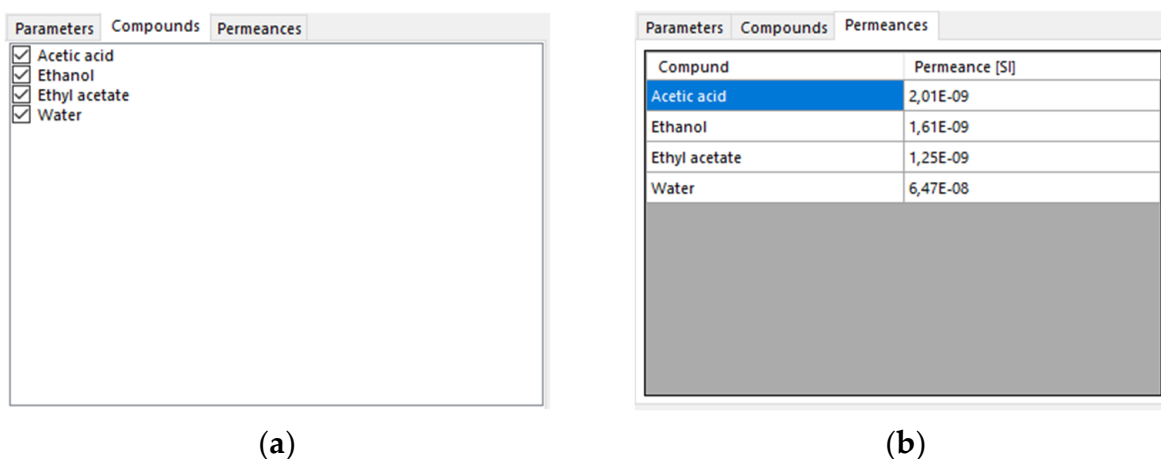 Parameters Compounds Permeances
Acetic acid
Ethanol
Ethyl acetate
Water
(a)
Parameters Compounds Permeances
Compund Permeance [SI]
Acetic acid 2,01E-09
Ethanol 1,61E-09
Ethyl acetate 1,25E-09
Water 6,47E-08
(b)